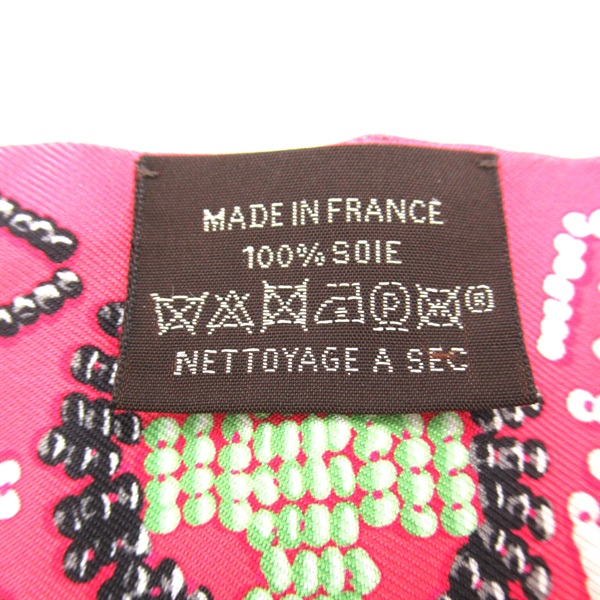 MADE IN FRANCE
100% SOIE
P ®
NETTOYAGE A SEC